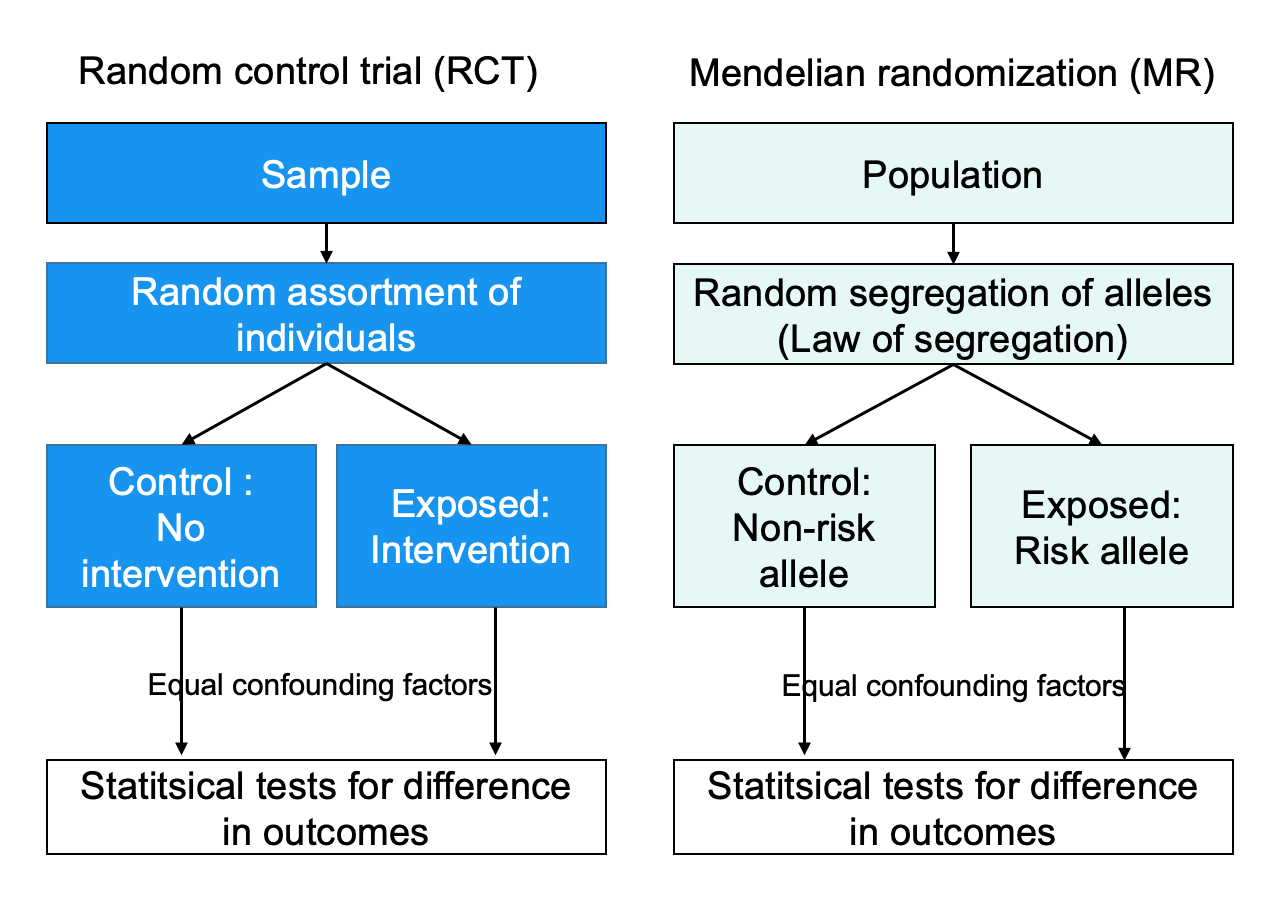 Random control trial (RCT)
Sample
Random assortment of
individuals
Control :
No
intervention
Exposed:
Intervention
Equal confounding factors
Statitsical tests for difference
in outcomes
Mendelian randomization (MR)
Population
Random segregation of alleles
(Law of segregation)
Control:
Non-risk
allele
Exposed:
Risk allele
Equal confounding factors
Statitsical tests for difference
in outcomes